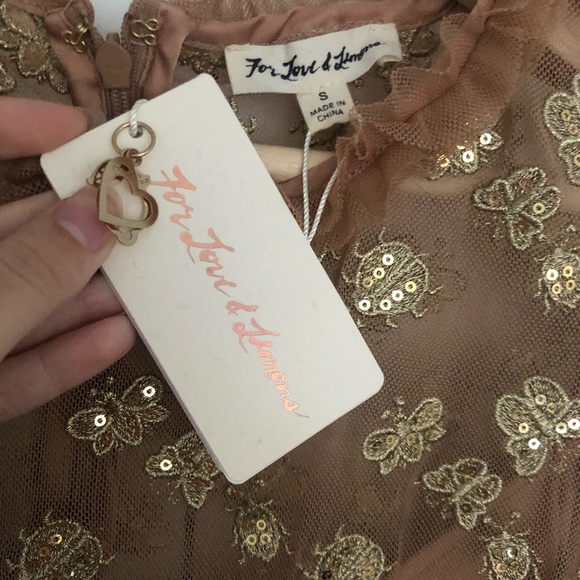 For Love & Lemons
S
MADE IN
CHINA
For Love & Lemons